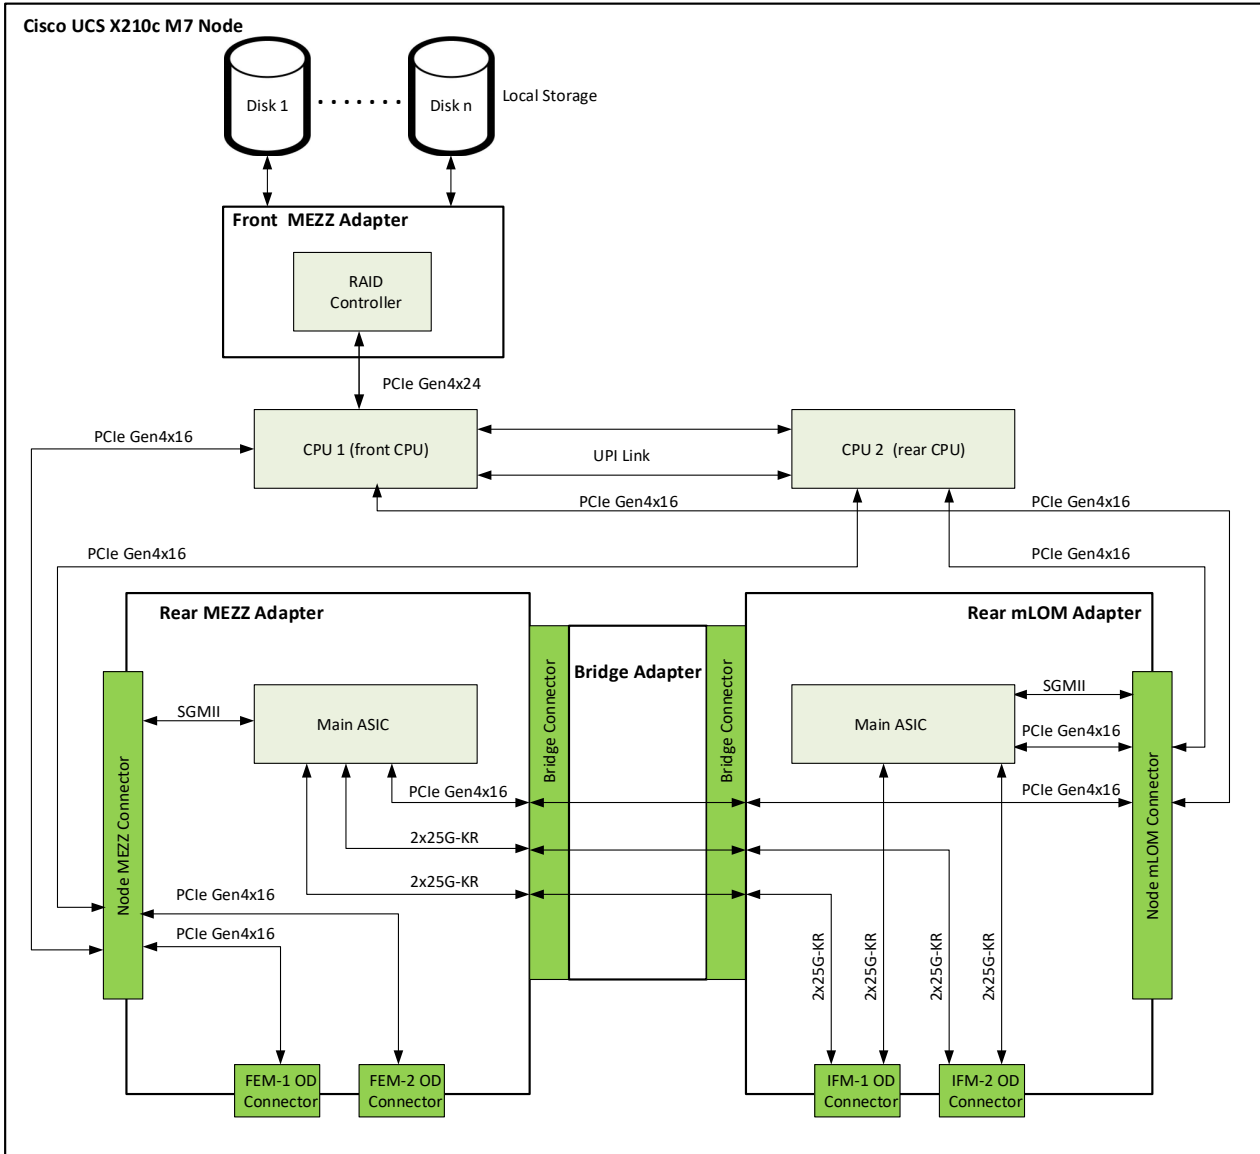 Cisco UCS X210c M7 Node
Disk 1
Disk n
Local Storage
Front  MEZZ Adapter
RAID
Controller
PCIe Gen4x24
PCIe Gen4x16
CPU 1 (front CPU)
UPI Link
CPU 2  (rear CPU)
PCIe Gen4x16
PCIe Gen4x16
PCIe Gen4x16
PCIe Gen4x16
Rear MEZZ Adapter
Rear mLOM Adapter
Bridge Adapter
Bridge Connector
Bridge Connector
Node MEZZ Connector
SGMII
Main ASIC
Main ASIC
SGMII
PCIe Gen4x16
Node mLOM Connector
PCIe Gen4x16
PCIe Gen4x16
2x25G-KR
2x25G-KR
PCIe Gen4x16
PCIe Gen4x16
2x25G-KR
2x25G-KR
2x25G-KR
2x25G-KR
FEM-1 OD
Connector
FEM-2 OD
Connector
IFM-1 OD
Connector
IFM-2 OD
Connector